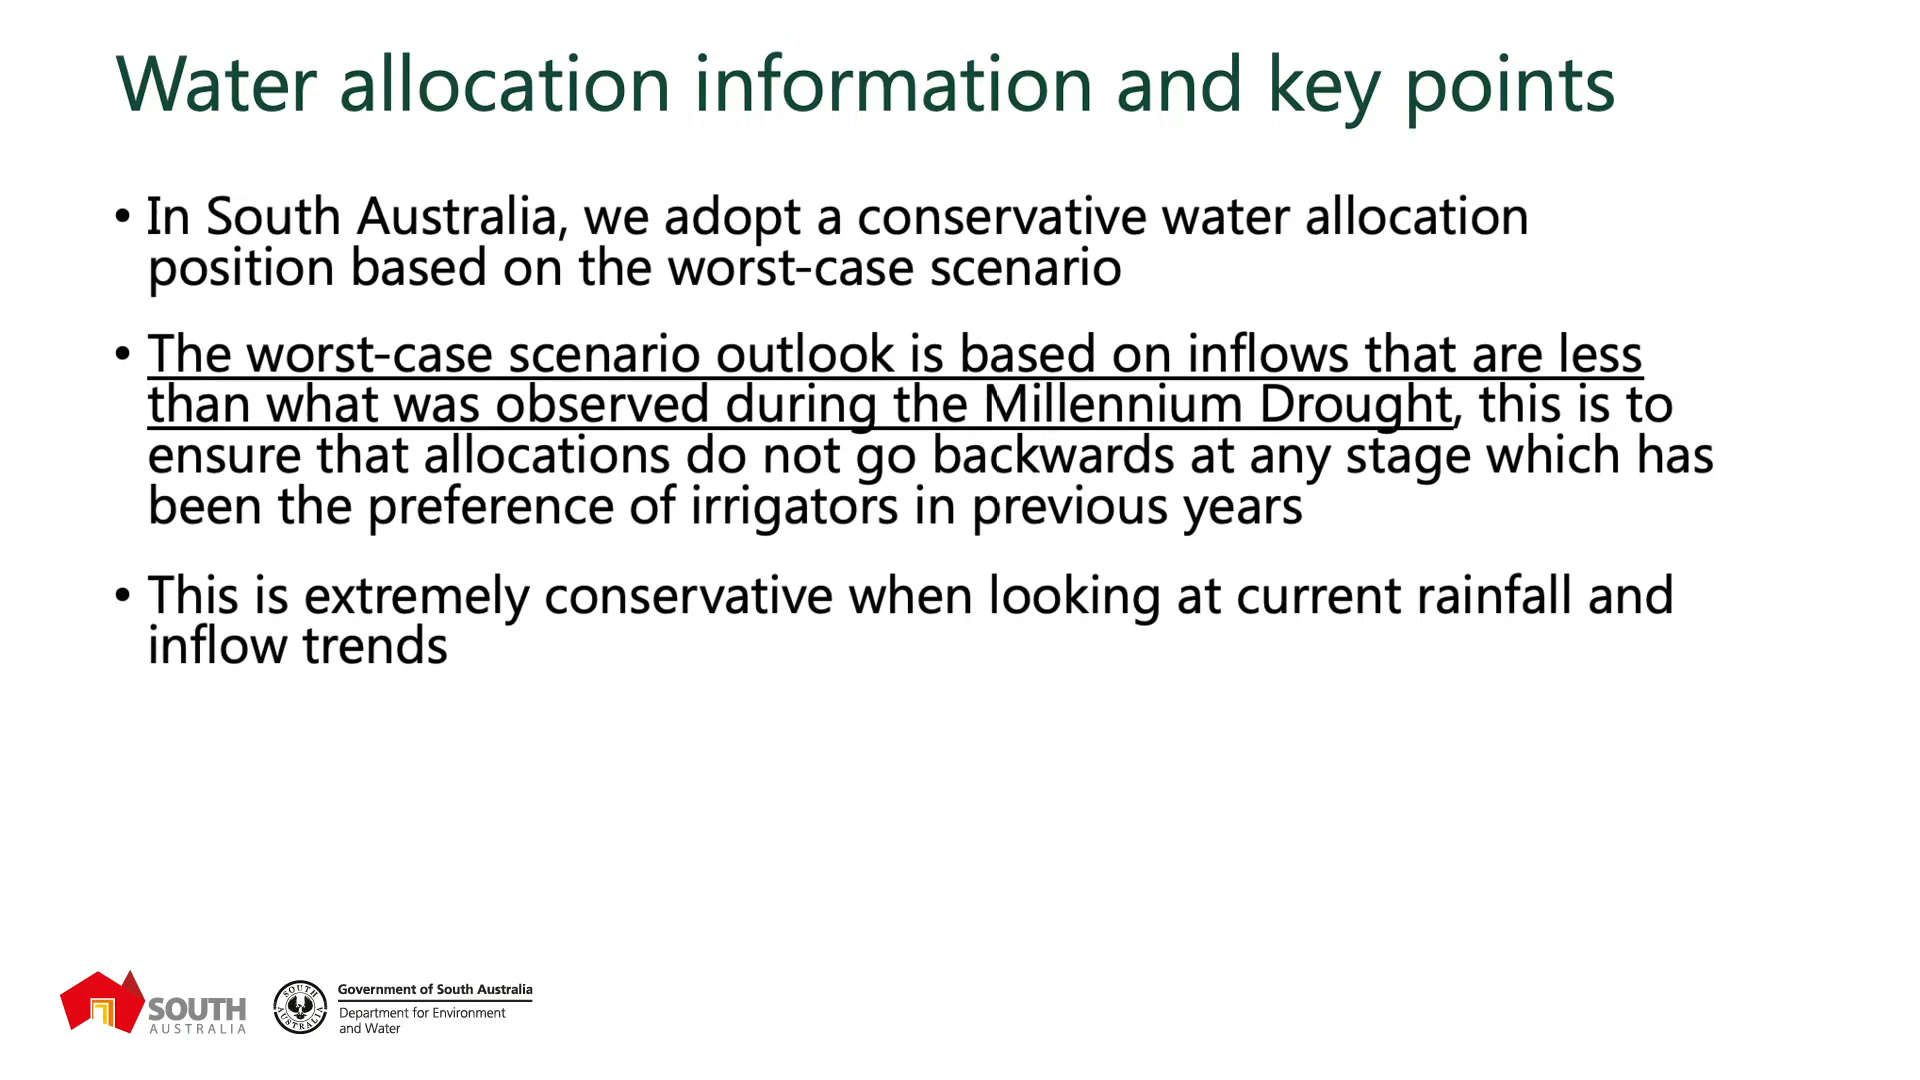 Water allocation information and key points
• In South Australia, we adopt a conservative water allocation
position based on the worst-case scenario
• The worst-case scenario outlook is based on inflows that are less
than what was observed during the Millennium Drought, this is to
ensure that allocations do not go backwards at any stage which has
been the preference of irrigators in previous years
• This is extremely conservative when looking at current rainfall and
inflow trends
SOUTH
AUSTRALIA
SOUTH
AUSTRALIA
Government of South Australia
Department for Environment
and Water